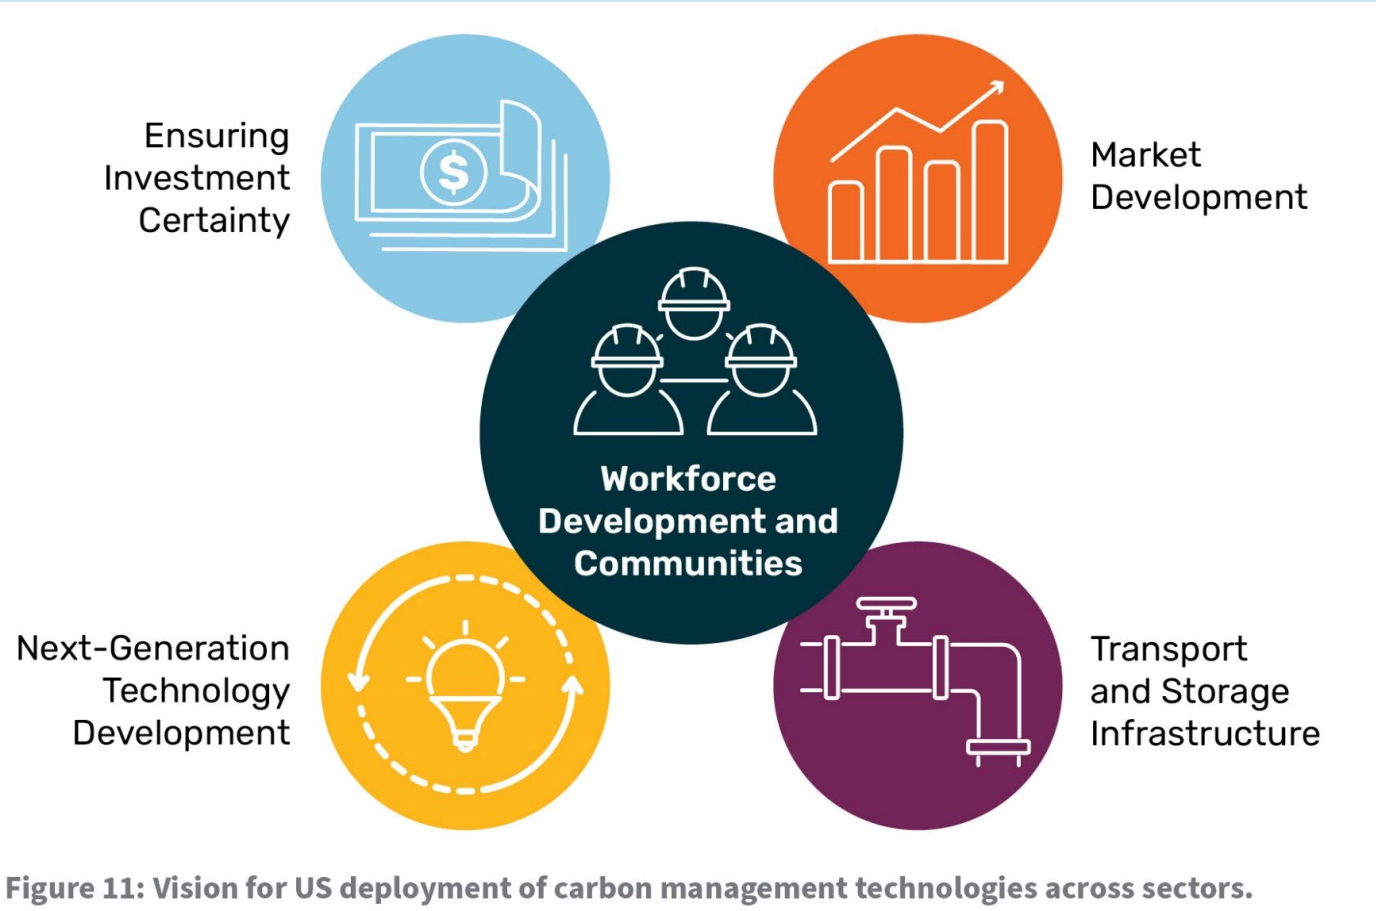 Ensuring
Investment
Certainty
$
Market
Development
Workforce
Development and
Communities
Next-Generation
Technology
Development
Transport
and Storage
Infrastructure
Figure 11: Vision for US deployment of carbon management technologies across sectors.